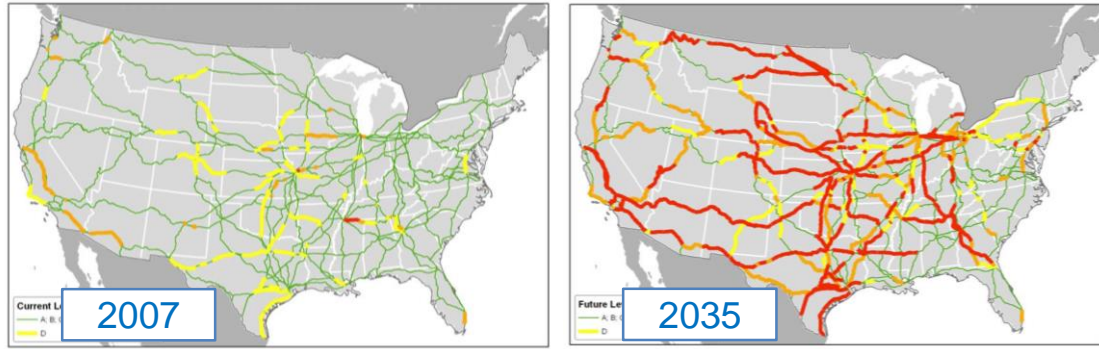 Current Le
A; B; C
D
2007
Future Le
A; B;
D
2035